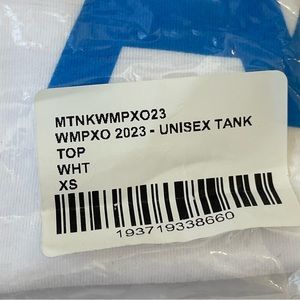 MTNKWMPXO23
WMPXO 2023 - UNISEX TANK
TOP
WHT
XS
193719338660